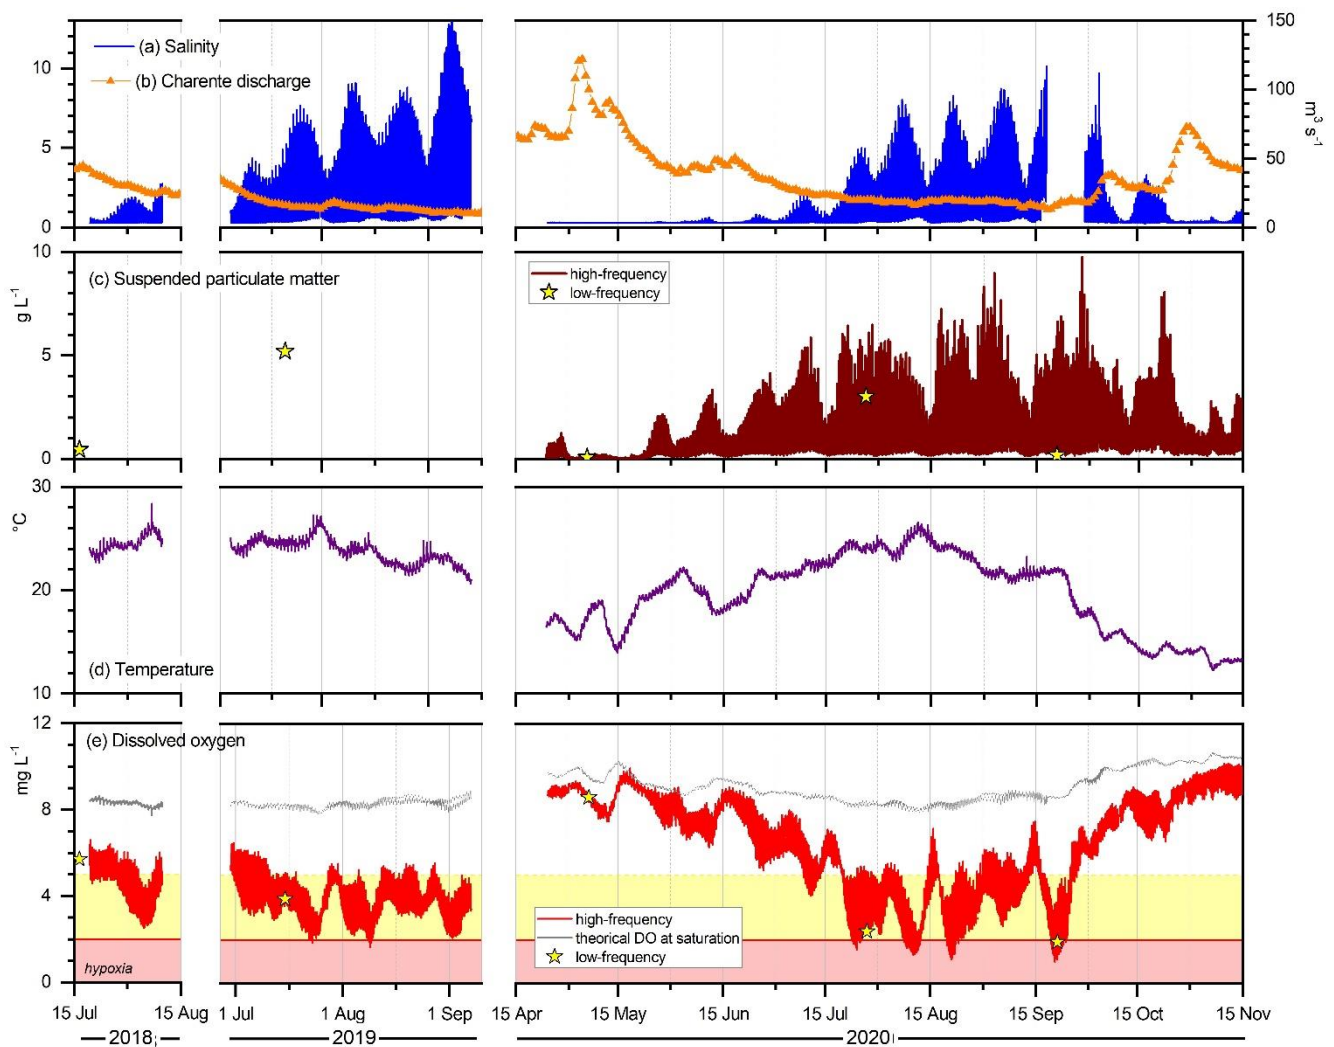 (a) Salinity
(b) Charente discharge
10
5
0
150
100
50
0
m³ s⁻¹
(c) Suspended particulate matter
g L⁻¹
10
5
0
high-frequency
low-frequency
30
20
10
°C
(d) Temperature
(e) Dissolved oxygen
mg L⁻¹
12
8
4
0
hypoxia
high-frequency
theorical DO at saturation
low-frequency
15 Jul 15 Aug 1 Jul 1 Aug 1 Sep 15 Apr 15 May 15 Jun 15 Jul 15 Aug 15 Sep 15 Oct 15 Nov
2018 2019 2020